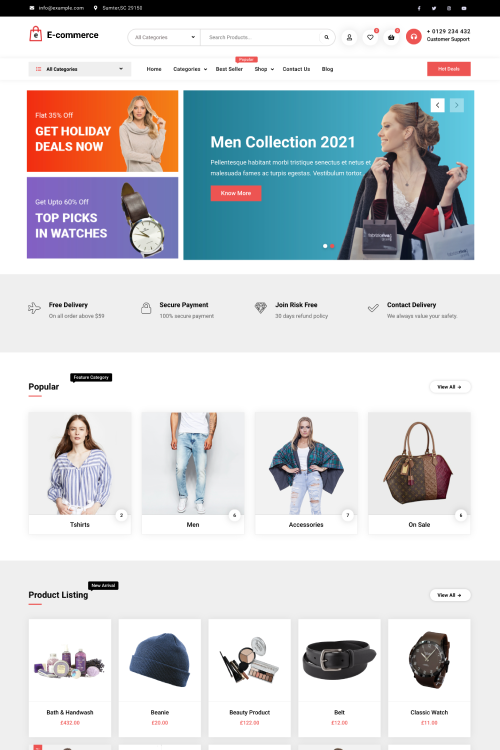 info@example.com
Sumter,SC 29150
E-commerce
All Categories
Search Products...
+ 0129 234 432
Customer Support
All Categories
Home
Categories
Best Seller
Popular
Shop
Contact Us
Blog
Hot Deals
Flat 35% Off
GET HOLIDAY
DEALS NOW
Get Upto 60% Off
TOP PICKS
IN WATCHES
Men Collection 2021
Pellentesque habitant morbi tristique senectus et netus et
malesuada fames ac turpis egestas. Vestibulum tortor...
Know More
Free Delivery
On all order above $59
Secure Payment
100% secure payment
Join Risk Free
30 days refund policy
Contact Delivery
We always value your safety
Feature Category
Popular
View All →
2
Tshirts
6
Men
7
Accessories
6
On Sale
New Arrival
Product Listing
View All →
Bath & Handwash
£432.00
Beanie
£20.00
Beauty Product
£122.00
Belt
£12.00
Classic Watch
£11.00